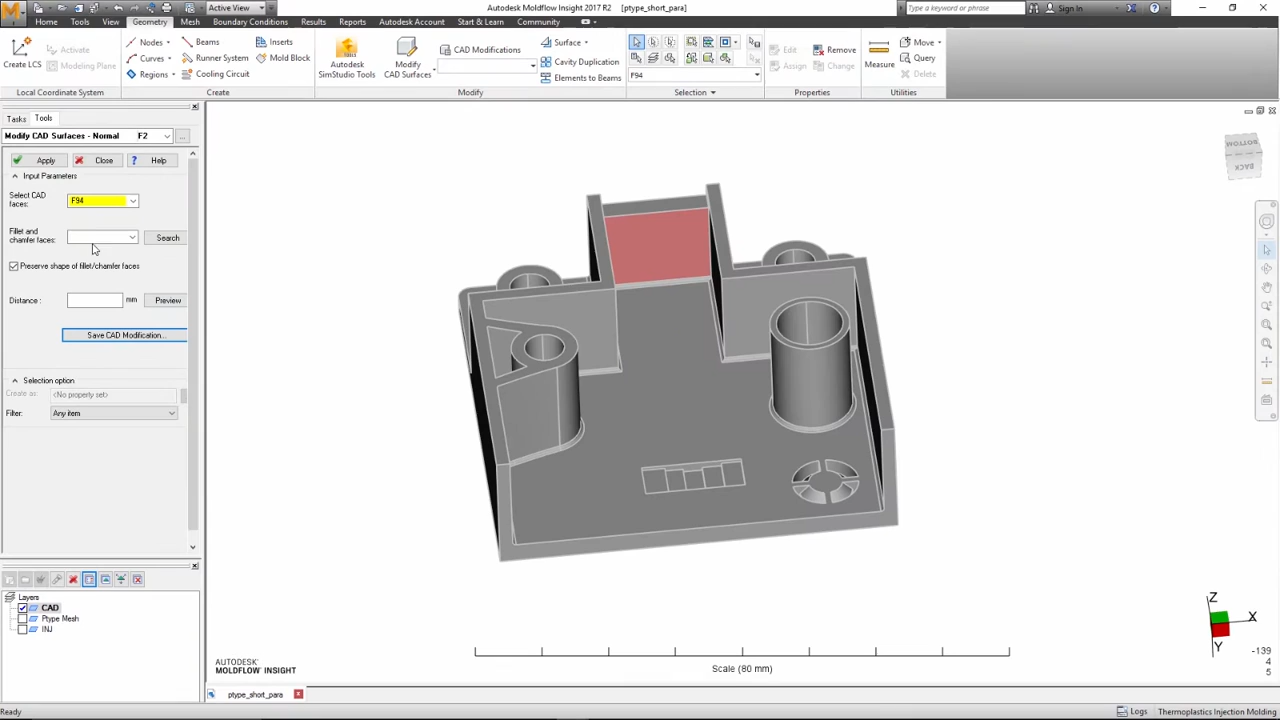 Active View
Autodesk Moldflow Insight 2017 R2 [ptype_short_para]
Type a keyword or phrase
Sign In
Home Tools View Geometry Mesh Boundary Conditions Results Reports Autodesk Account Start & Learn Community
Create LCS
Activate
Modeling Plane
Local Coordinate System
Nodes Beams Inserts
Curves Runner System Mold Block
Regions Cooling Circuit
Create
Autodesk
SimStudio Tools
Modify
CAD Surfaces
CAD Modifications
Surface
Cavity Duplication
Elements to Beams
Modify
F94
Selection
Edit Remove
Assign Change
Properties
Measure
Move
Query
Delete
Utilities
Tasks Tools
Modify CAD Surfaces - Normal F2 ...
Apply Close ? Help
Input Parameters
Select CAD
faces:
F94
Fillet and
chamfer faces:
Search
Preserve shape of fillet/chamfer faces
Distance : mm Preview
Save CAD Modification...
Selection option
Create as: <No property set>
Filter: Any item
Layers
CAD
Ptype Mesh
INJ
BOTTOM
BACK
Z
X
Y
-139
4
5
AUTODESK®
MOLDFLOW® INSIGHT
Scale (80 mm)
ptype_short_para
Ready
Logs Thermoplastics Injection Molding